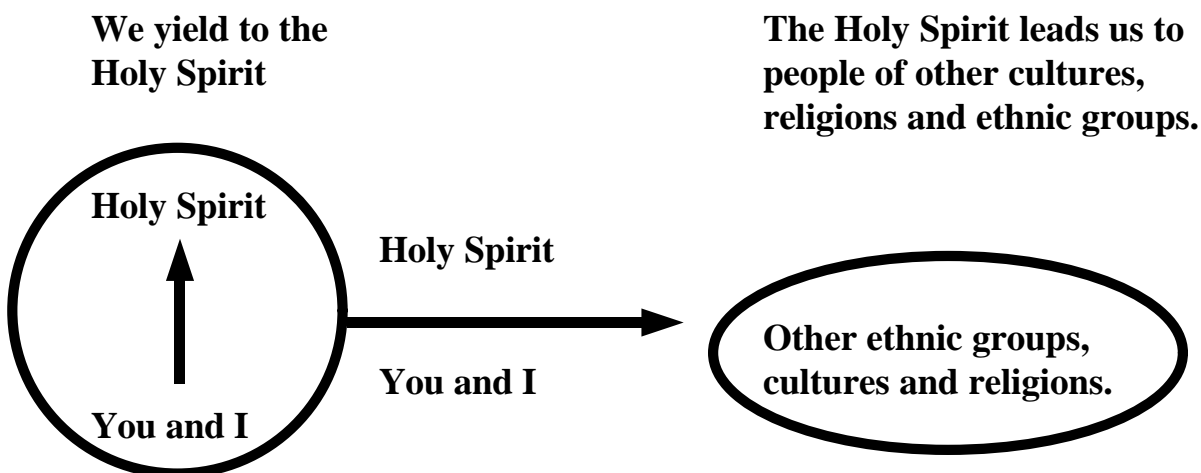 We yield to the
Holy Spirit
The Holy Spirit leads us to
people of other cultures,
religions and ethnic groups.
Holy Spirit
You and I
Holy Spirit
You and I
Other ethnic groups,
cultures and religions.